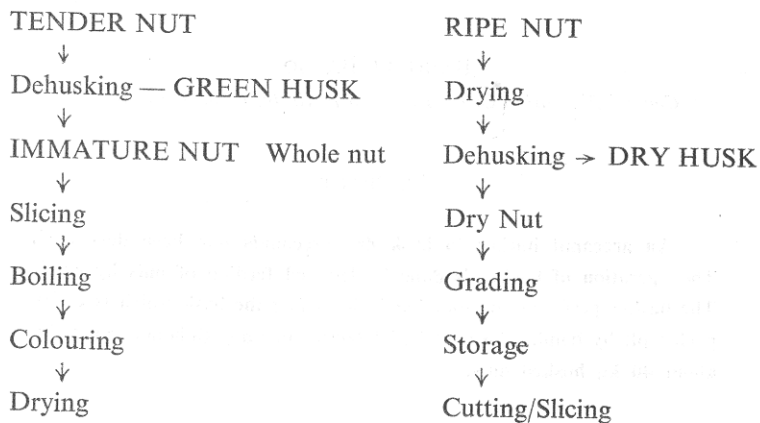 TENDER NUT
↓
Dehusking — GREEN HUSK
↓
IMMATURE NUT Whole nut
↓
Slicing
↓
Boiling
↓
Colouring
↓
Drying
RIPE NUT
↓
Drying
↓
Dehusking → DRY HUSK
↓
Dry Nut
↓
Grading
↓
Storage
↓
Cutting/Slicing